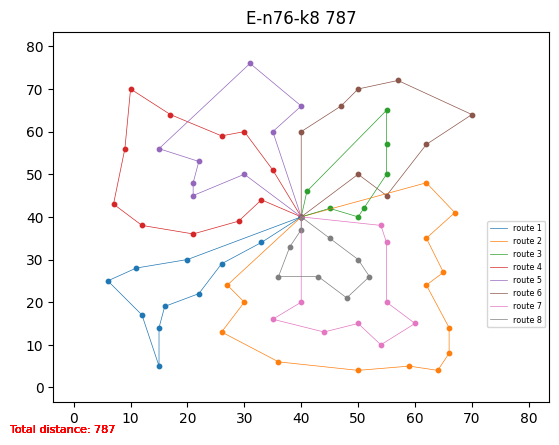 E-n76-k8 787
80
70
60
50
40
30
20
10
0
route 1
route 2
route 3
route 4
route 5
route 6
route 7
route 8
0 10 20 30 40 50 60 70 80
Total distance: 787